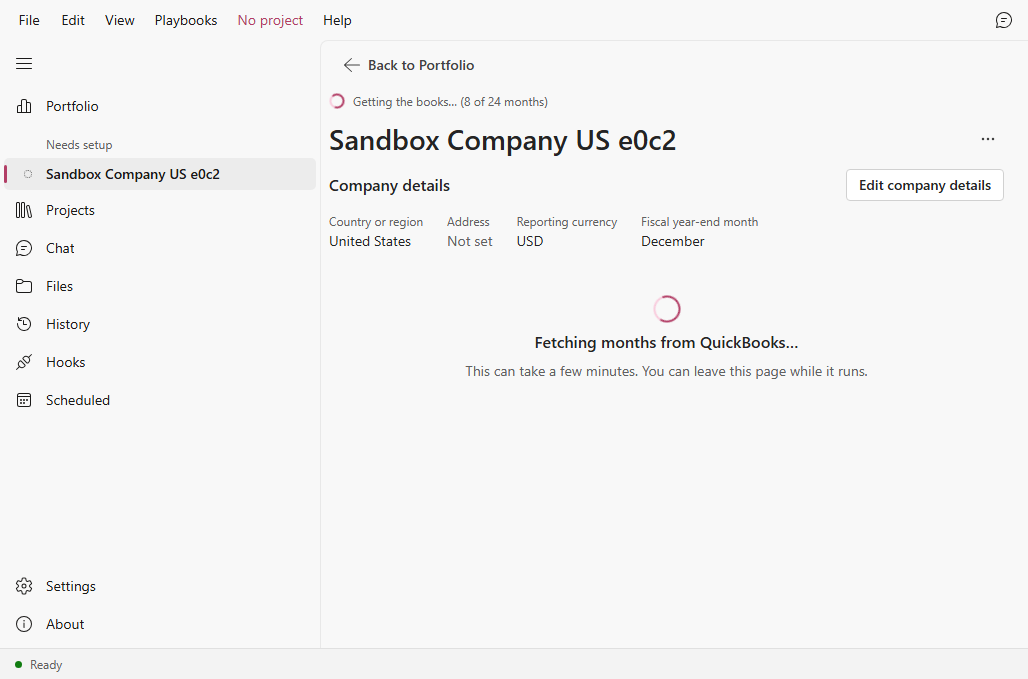 File Edit View Playbooks No project Help
Back to Portfolio
Getting the books... (8 of 24 months)
Sandbox Company US e0c2
Company details
Edit company details
Country or region Address Reporting currency Fiscal year-end month
United States Not set USD December
Fetching months from QuickBooks...
This can take a few minutes. You can leave this page while it runs.
Portfolio
Needs setup
Sandbox Company US e0c2
Projects
Chat
Files
History
Hooks
Scheduled
Settings
About
Ready